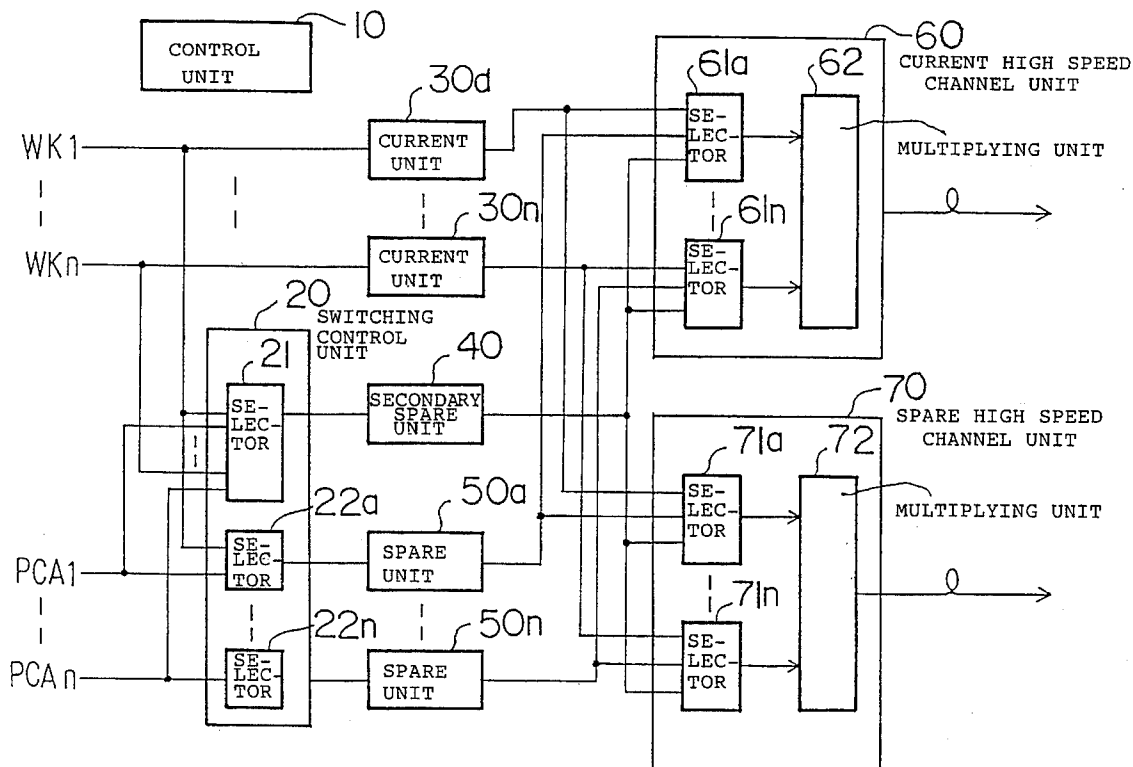 10
CONTROL
UNIT
60
CURRENT HIGH SPEED
CHANNEL UNIT
30d
61a
62
WK1
CURRENT
UNIT
SE-
LEC-
TOR
MULTIPLYING UNIT
30n
61n
WKn
CURRENT
UNIT
SE-
LEC-
TOR
20
SWITCHING
CONTROL
UNIT
21
40
SE-
LEC-
TOR
SECONDARY
SPARE
UNIT
70
SPARE HIGH SPEED
CHANNEL UNIT
71a
72
22a
50a
SE-
LEC-
TOR
MULTIPLYING UNIT
PCA1
SE-
LEC-
TOR
SPARE
UNIT
71n
22n
50n
SE-
LEC-
TOR
PCAn
SE-
LEC-
TOR
SPARE
UNIT